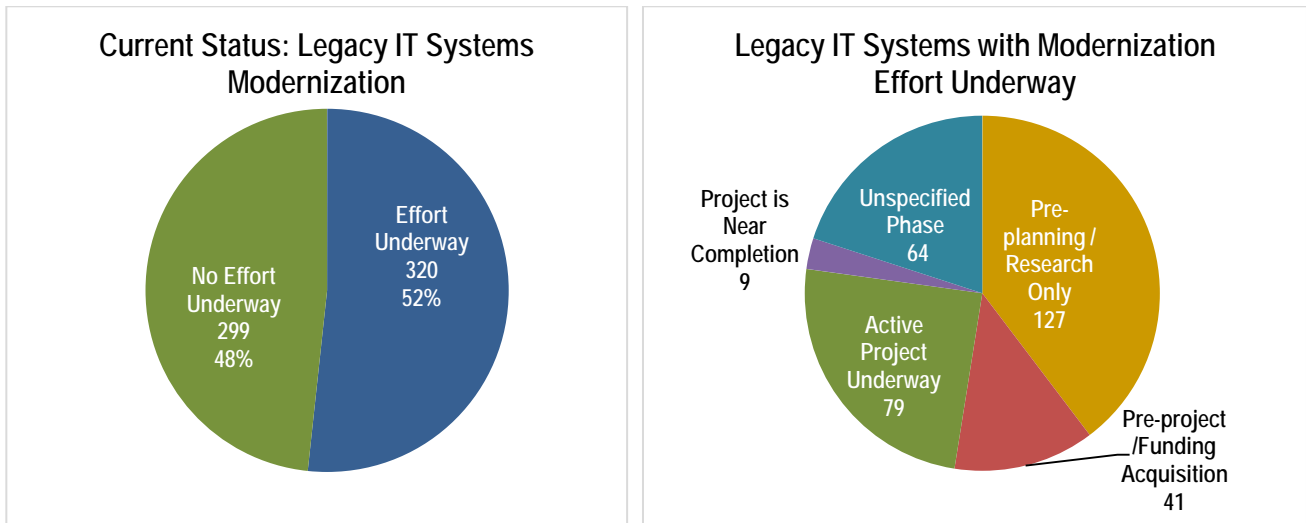 Current Status: Legacy IT Systems
Modernization
Effort
Underway
320
52%
No Effort
Underway
299
48%
Legacy IT Systems with Modernization
Effort Underway
Pre-
planning /
Research
Only
127
Pre-project
/Funding
Acquisition
41
Active
Project
Underway
79
Project is
Near
Completion
9
Unspecified
Phase
64